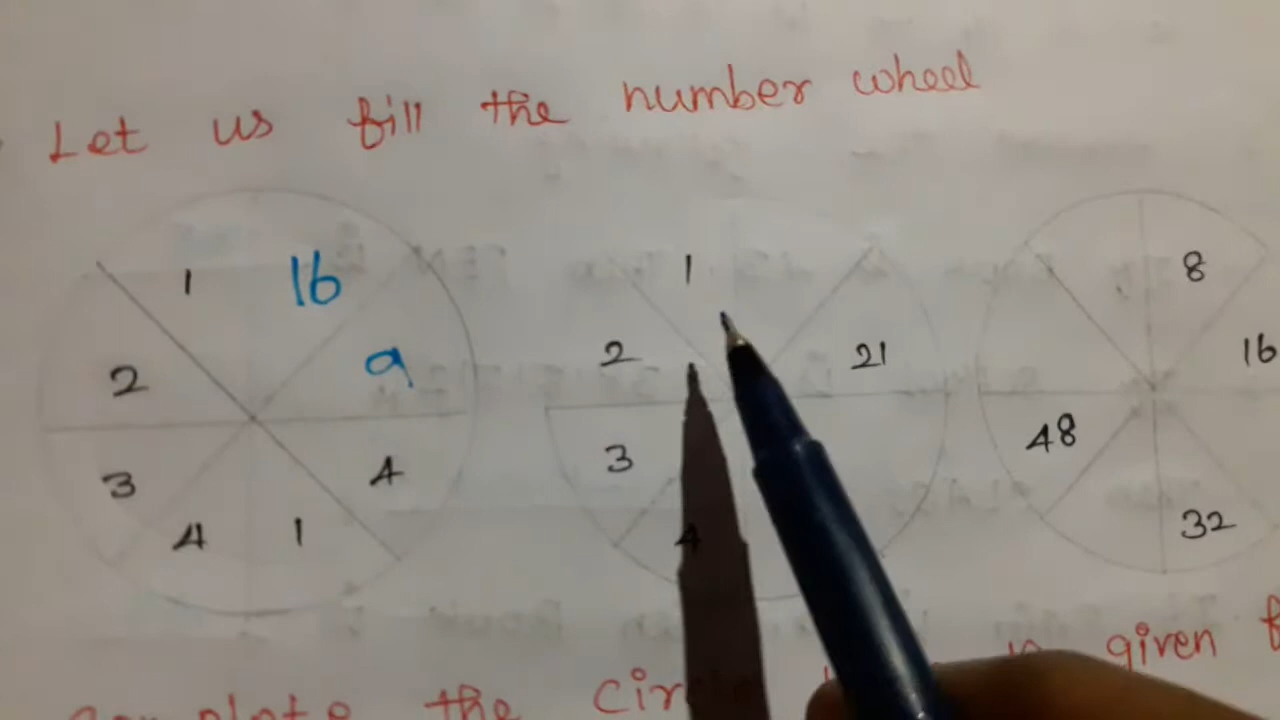 Let us fill the number wheel
1 16 1 8
2 9 2 21 16
3 4 3 48
4 1 4 32
the given